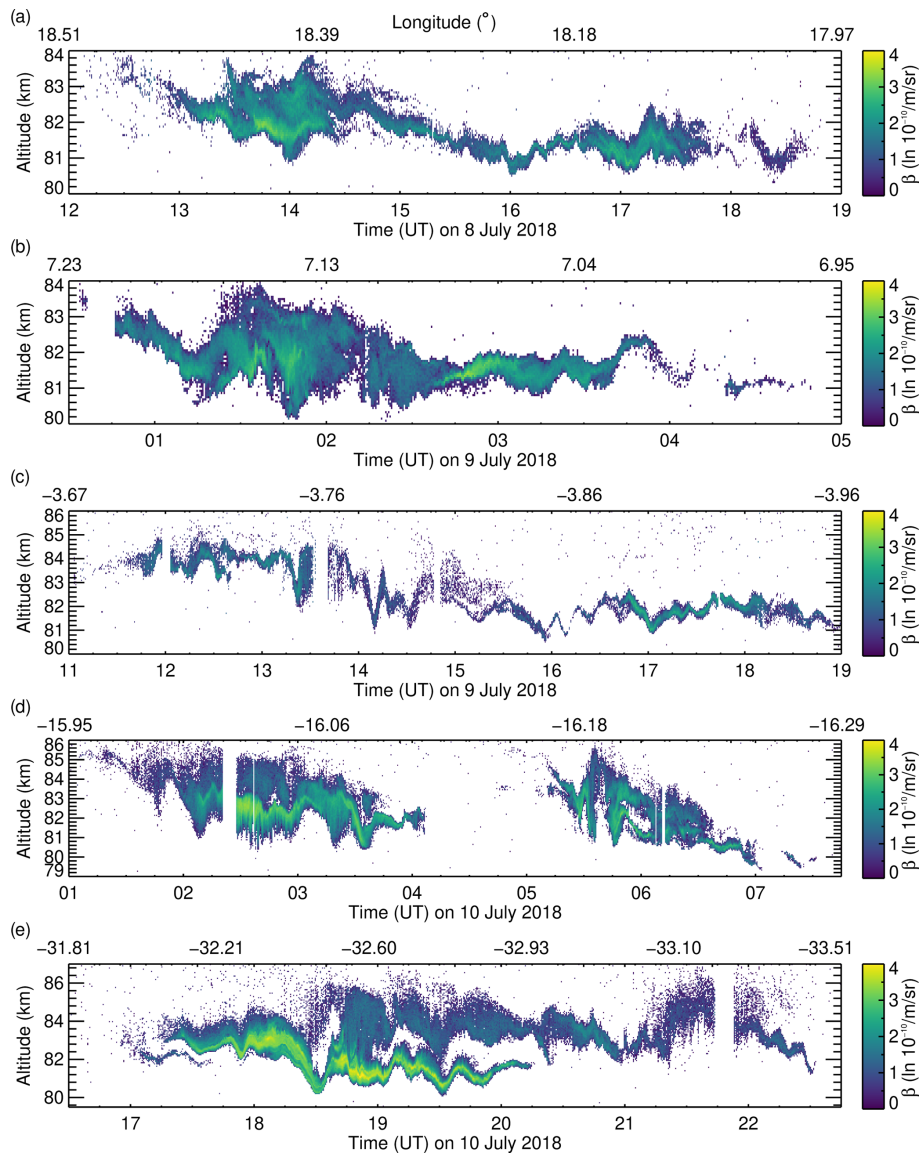 (a)
Longitude (°)
18.51 18.39 18.18 17.97
84
83
82
81
80
Altitude (km)
12 13 14 15 16 17 18 19
Time (UT) on 8 July 2018
4
3
2
1
0
β (ln 10⁻¹⁰/m/sr)
(b)
7.23 7.13 7.04 6.95
84
83
82
81
80
Altitude (km)
01 02 03 04 05
Time (UT) on 9 July 2018
4
3
2
1
0
β (ln 10⁻¹⁰/m/sr)
(c)
−3.67 −3.76 −3.86 −3.96
86
85
84
83
82
81
80
Altitude (km)
11 12 13 14 15 16 17 18 19
Time (UT) on 9 July 2018
4
3
2
1
0
β (ln 10⁻¹⁰/m/sr)
(d)
−15.95 −16.06 −16.18 −16.29
86
85
84
83
82
81
80
79
Altitude (km)
01 02 03 04 05 06 07
Time (UT) on 10 July 2018
4
3
2
1
0
β (ln 10⁻¹⁰/m/sr)
(e)
−31.81 −32.21 −32.60 −32.93 −33.10 −33.51
86
84
82
80
Altitude (km)
17 18 19 20 21 22
Time (UT) on 10 July 2018
4
3
2
1
0
β (ln 10⁻¹⁰/m/sr)